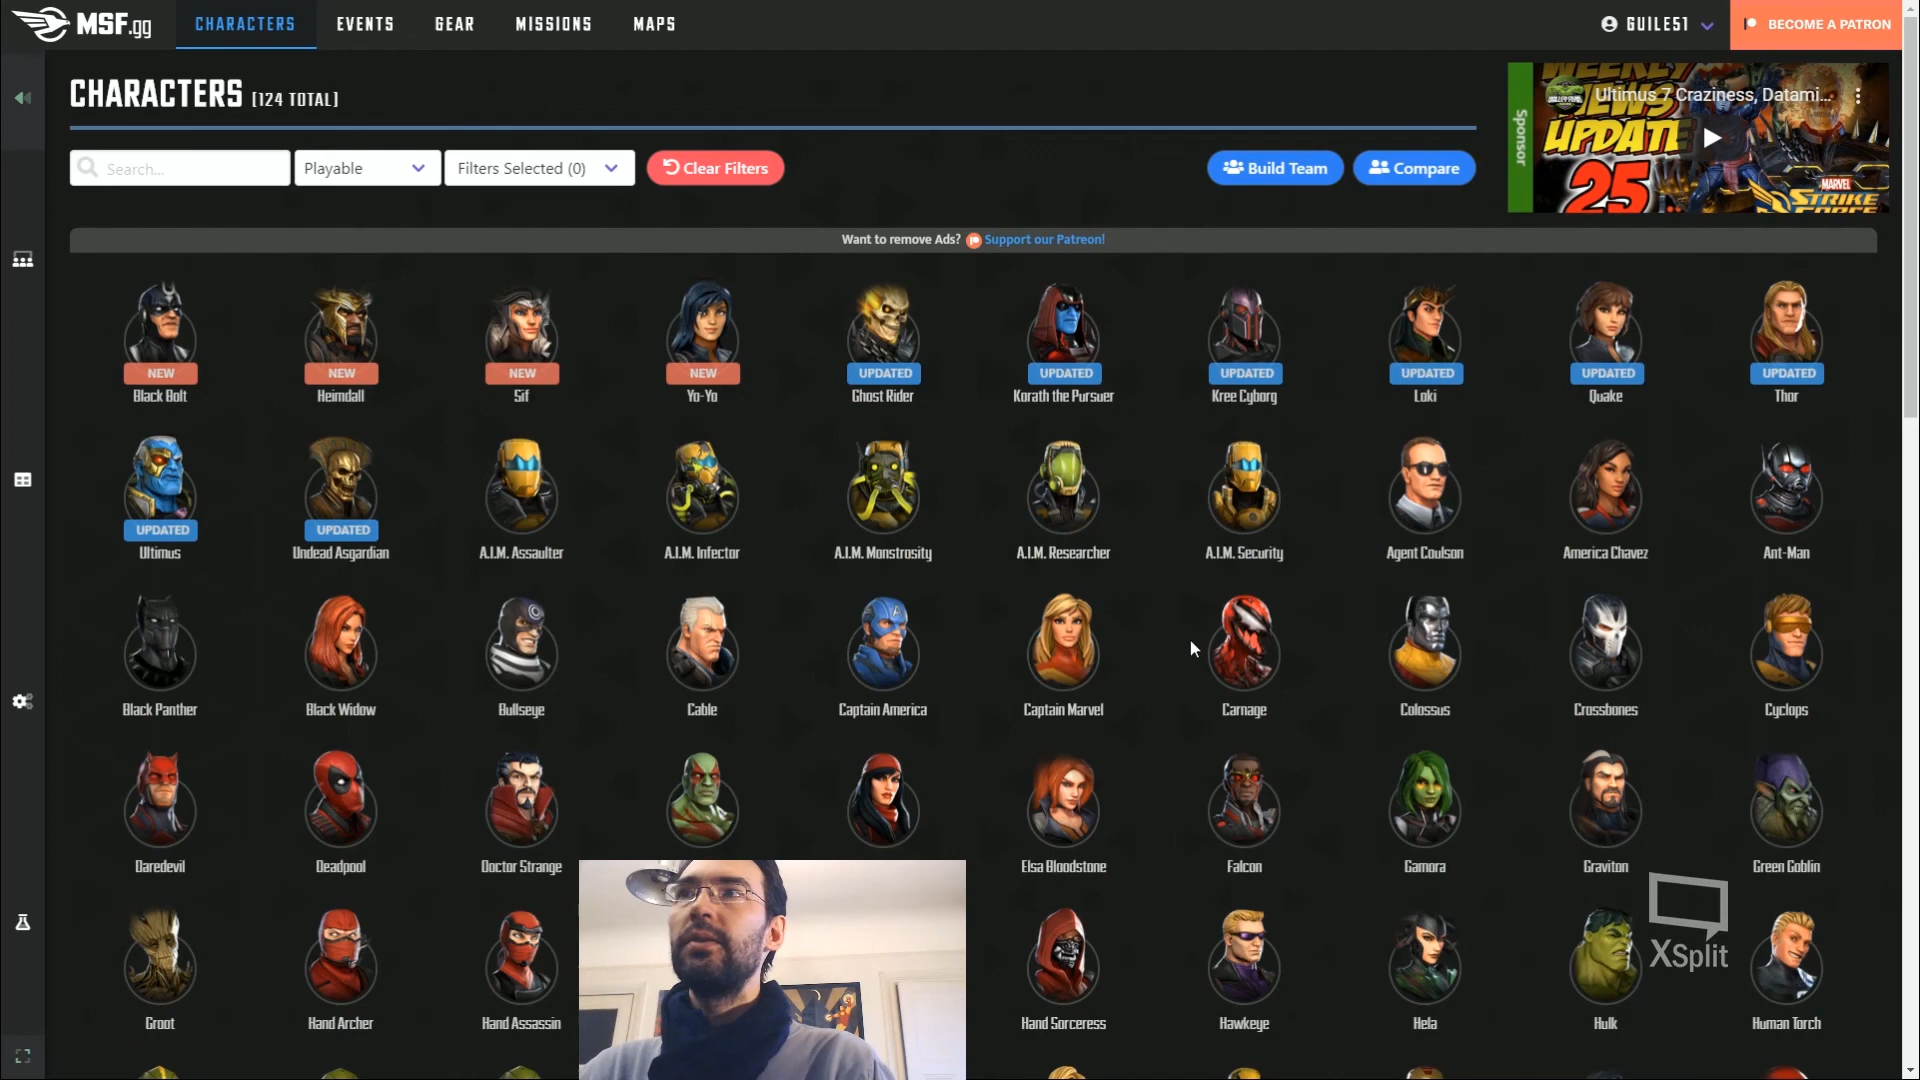 MSF.gg
CHARACTERS
EVENTS
GEAR
MISSIONS
MAPS
GUILE51
BECOME A PATRON
CHARACTERS [124 TOTAL]
Search...
Playable
Filters Selected (0)
Clear Filters
Build Team
Compare
Sponsor
WEEKLY
NEWS
UPDATE
25
Ultimus 7 Craziness, Datami...
MARVEL
STRIKE
FORCE
Want to remove Ads? Support our Patreon!
NEW
NEW
NEW
NEW
UPDATED
UPDATED
UPDATED
UPDATED
UPDATED
UPDATED
Black Bolt
Heimdall
Sif
Yo-Yo
Ghost Rider
Korath the Pursuer
Kree Cyborg
Loki
Quake
Thor
UPDATED
UPDATED
Ultimus
Undead Asgardian
A.I.M. Assaulter
A.I.M. Infector
A.I.M. Monstrosity
A.I.M. Researcher
A.I.M. Security
Agent Coulson
America Chavez
Ant-Man
Black Panther
Black Widow
Bullseye
Cable
Captain America
Captain Marvel
Carnage
Colossus
Crossbones
Cyclops
Daredevil
Deadpool
Doctor Strange
Elsa Bloodstone
Falcon
Gamora
Graviton
Green Goblin
XSplit
Groot
Hand Archer
Hand Assassin
Hand Sorceress
Hawkeye
Hela
Hulk
Human Torch